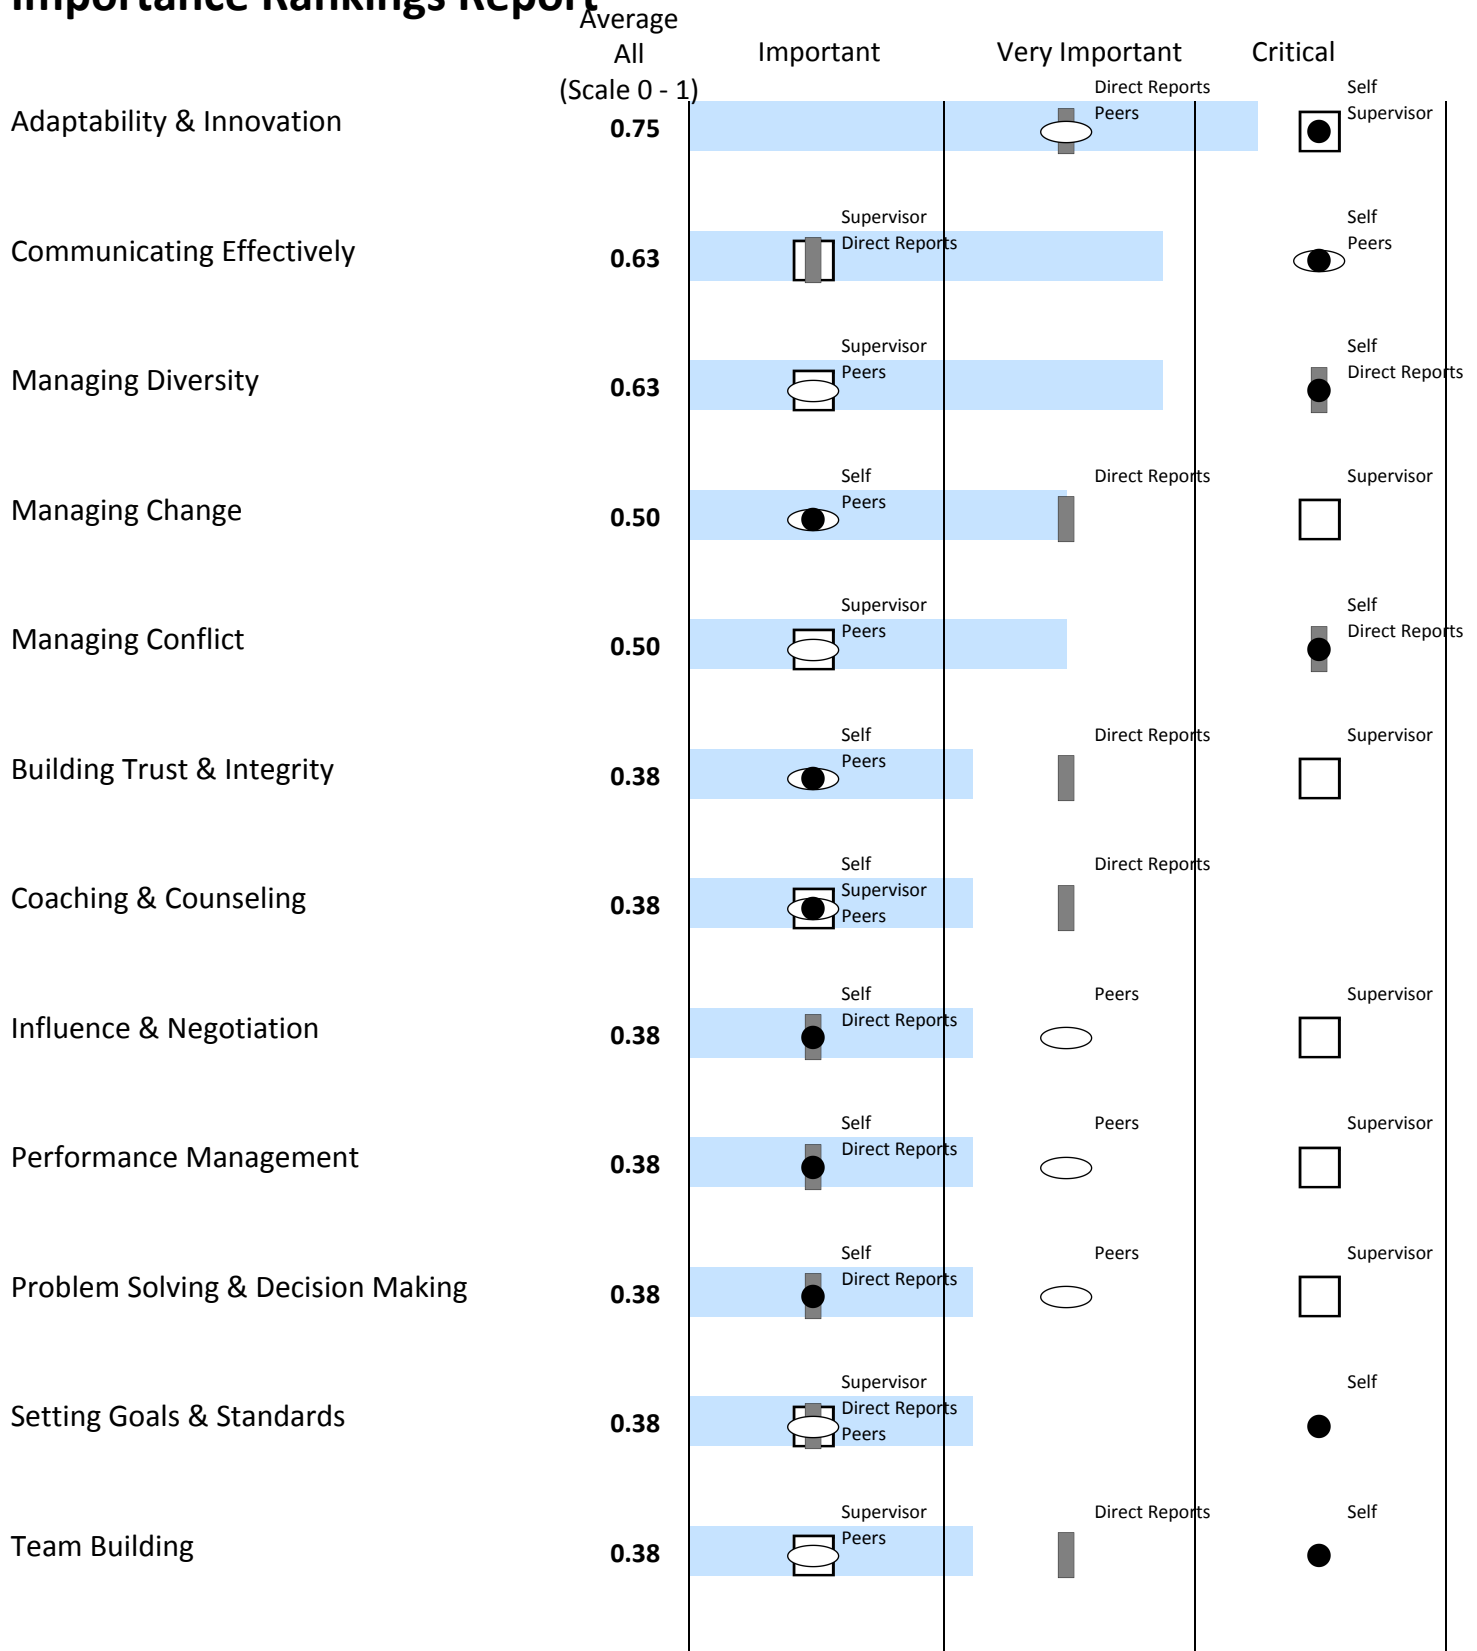 Importance Rankings Report
Average
All
(Scale 0 - 1)
Important Very Important Critical
Adaptability & Innovation
0.75
Direct Reports
Peers
Self
Supervisor
Communicating Effectively
0.63
Supervisor
Direct Reports
Self
Peers
Managing Diversity
0.63
Supervisor
Peers
Self
Direct Reports
Managing Change
0.50
Self
Peers
Direct Reports
Supervisor
Managing Conflict
0.50
Supervisor
Peers
Self
Direct Reports
Building Trust & Integrity
0.38
Self
Peers
Direct Reports
Supervisor
Coaching & Counseling
0.38
Self
Supervisor
Peers
Direct Reports
Influence & Negotiation
0.38
Self
Direct Reports
Peers
Supervisor
Performance Management
0.38
Self
Direct Reports
Peers
Supervisor
Problem Solving & Decision Making
0.38
Self
Direct Reports
Peers
Supervisor
Setting Goals & Standards
0.38
Supervisor
Direct Reports
Peers
Self
Team Building
0.38
Supervisor
Peers
Direct Reports
Self